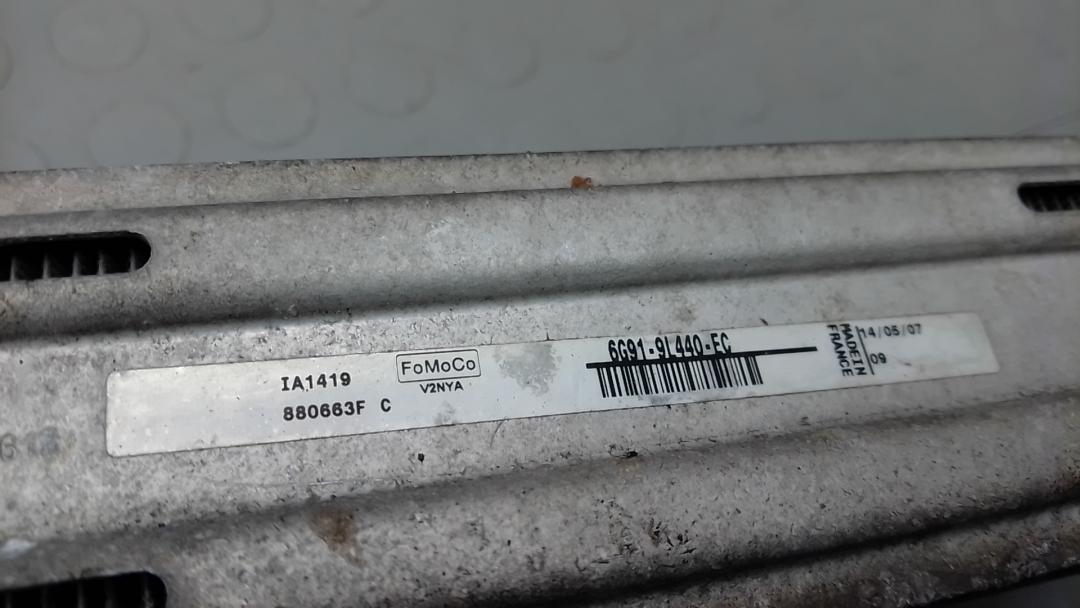 IA1419
880663F C
FoMoCo
V2NYA
6G91-9L440-FC
MADE IN
FRANCE
14/05/07
09